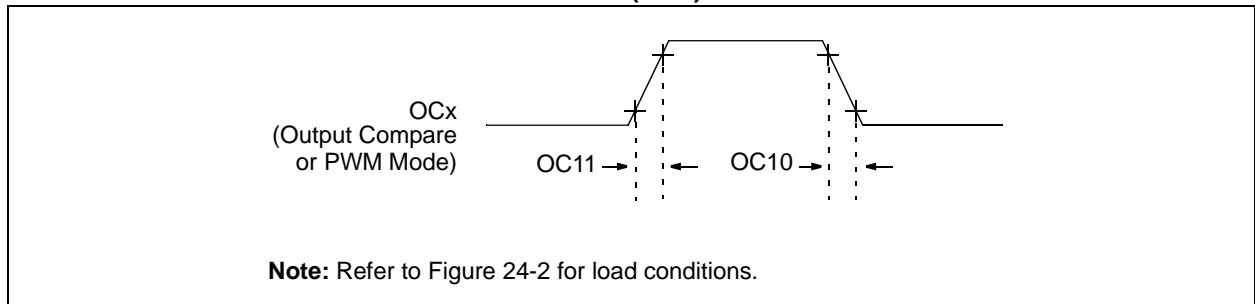 OCx
(Output Compare
or PWM Mode)
OC11
OC10
Note: Refer to Figure 24-2 for load conditions.